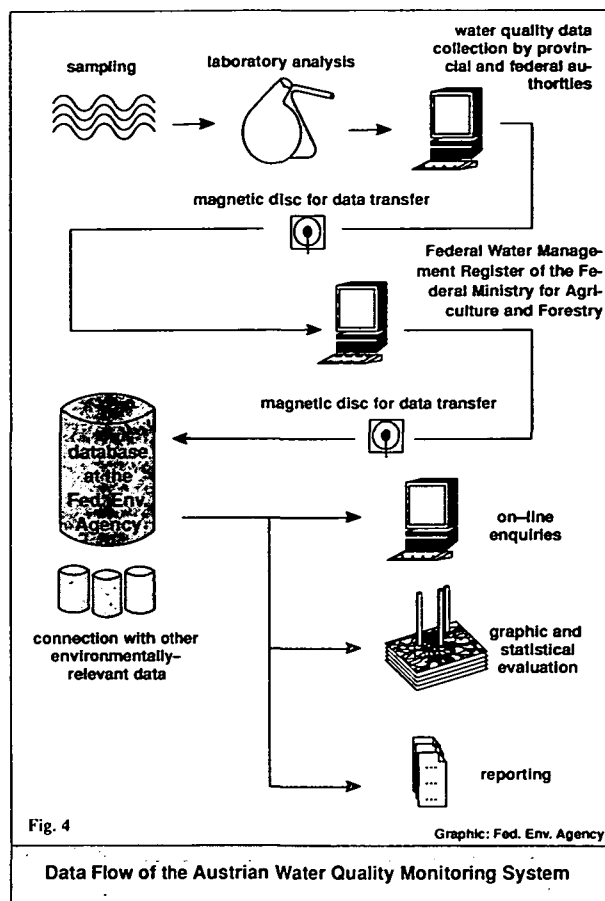 sampling
laboratory analysis
water quality data
collection by provin-
cial and federal au-
thorities
magnetic disc for data transfer
Federal Water Manage-
ment Register of the Fe-
deral Ministry for Agri-
culture and Forestry
magnetic disc for data transfer
database
at the
Fed. Env.
Agency
on-line
enquiries
connection with other
environmentally-
relevant data
graphic and
statistical
evaluation
reporting
Fig. 4
Graphic: Fed. Env. Agency
Data Flow of the Austrian Water Quality Monitoring System